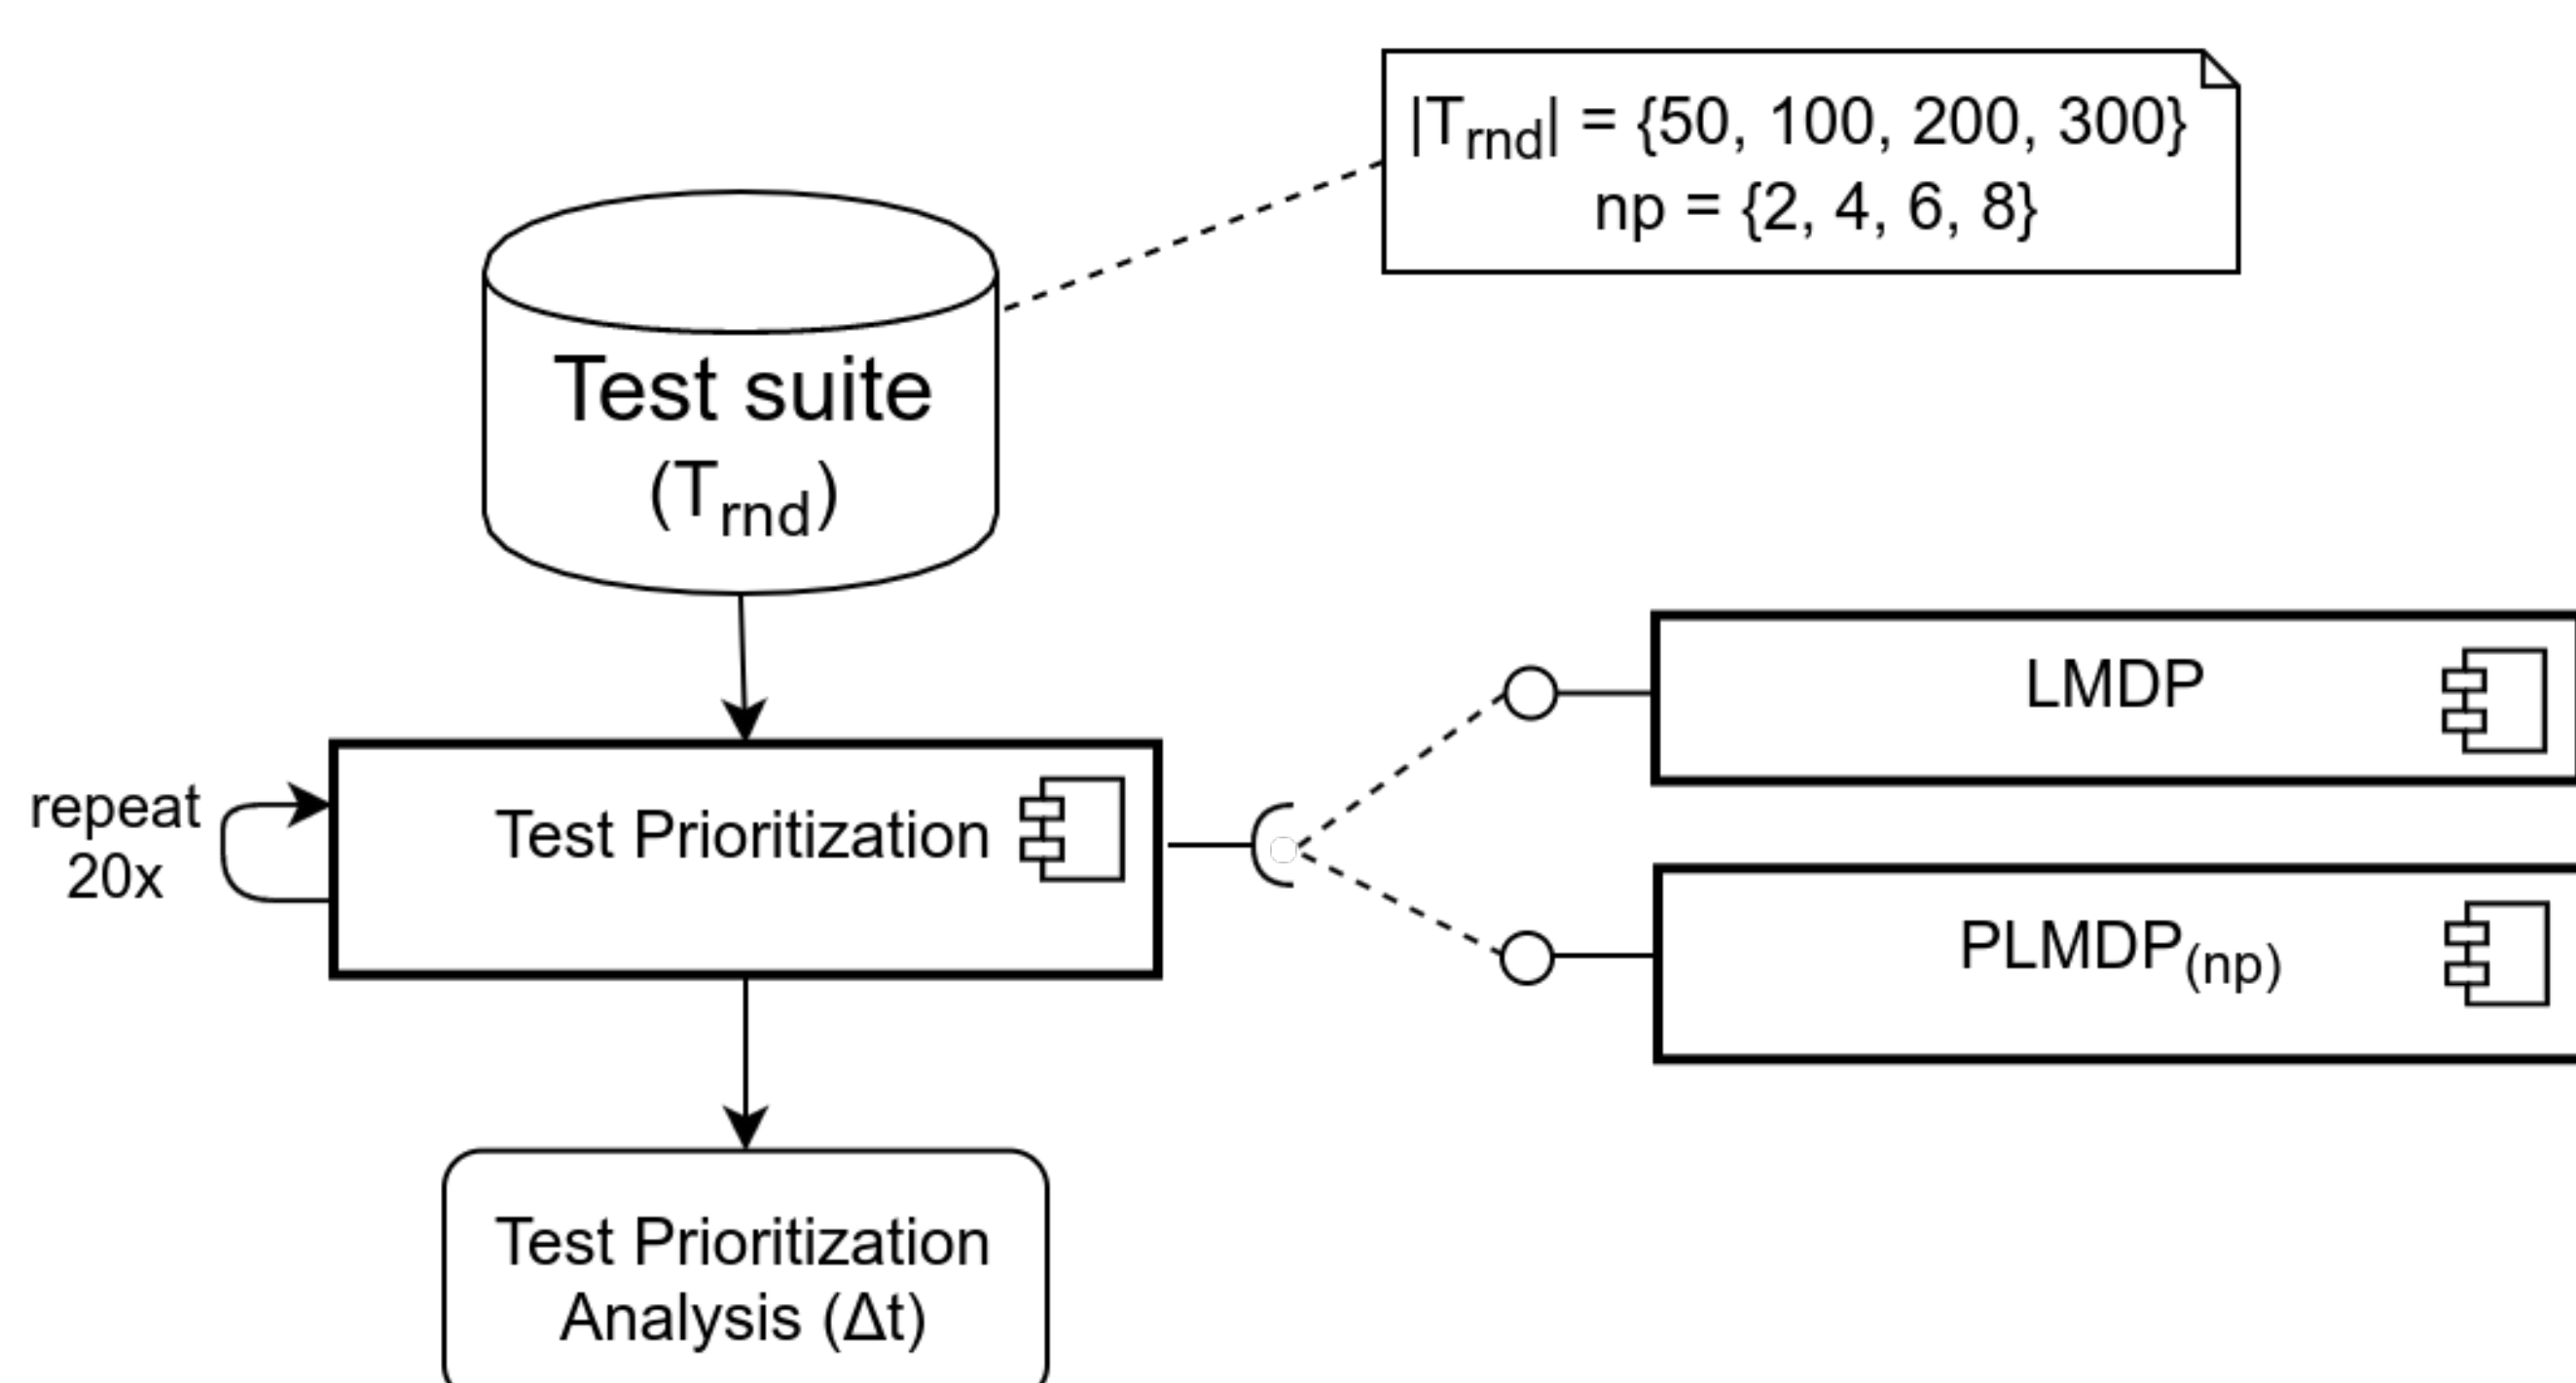 |Trnd| = {50, 100, 200, 300}
np = {2, 4, 6, 8}
Test suite
(Trnd)
LMDP
repeat
20x
Test Prioritization
PLMDP(np)
Test Prioritization
Analysis (Δt)